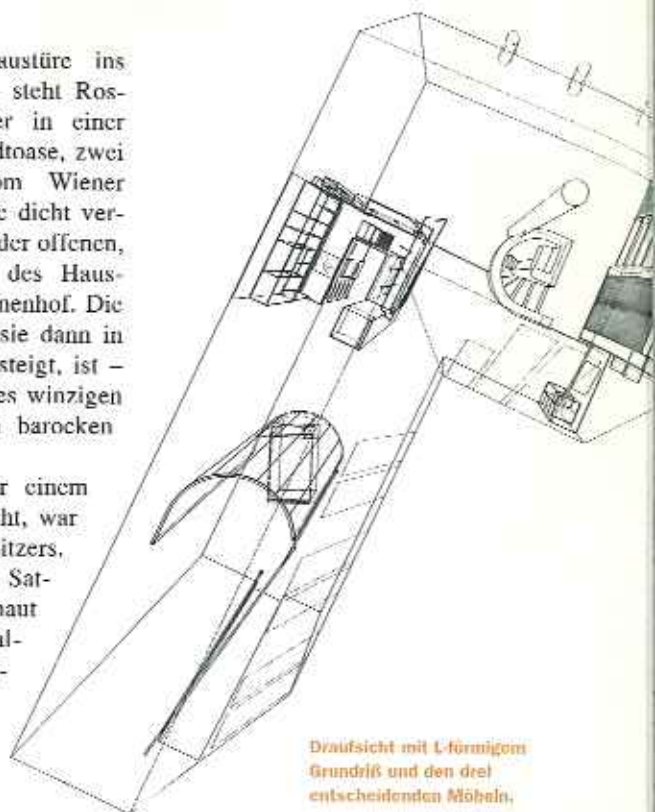 austüre ins
steht Ros-
er in einer
dtoase, zwei
om Wiener
dicht ver-
der offenen,
des Haus-
nenhof. Die
sie dann in
steigt, ist –
es winzigen
barocken
r einem
ht, war
itzers.
Sat-
haut
al-
-
Draufsicht mit L-förmigem
Grundriß und den drei
entscheidenden Möbeln.